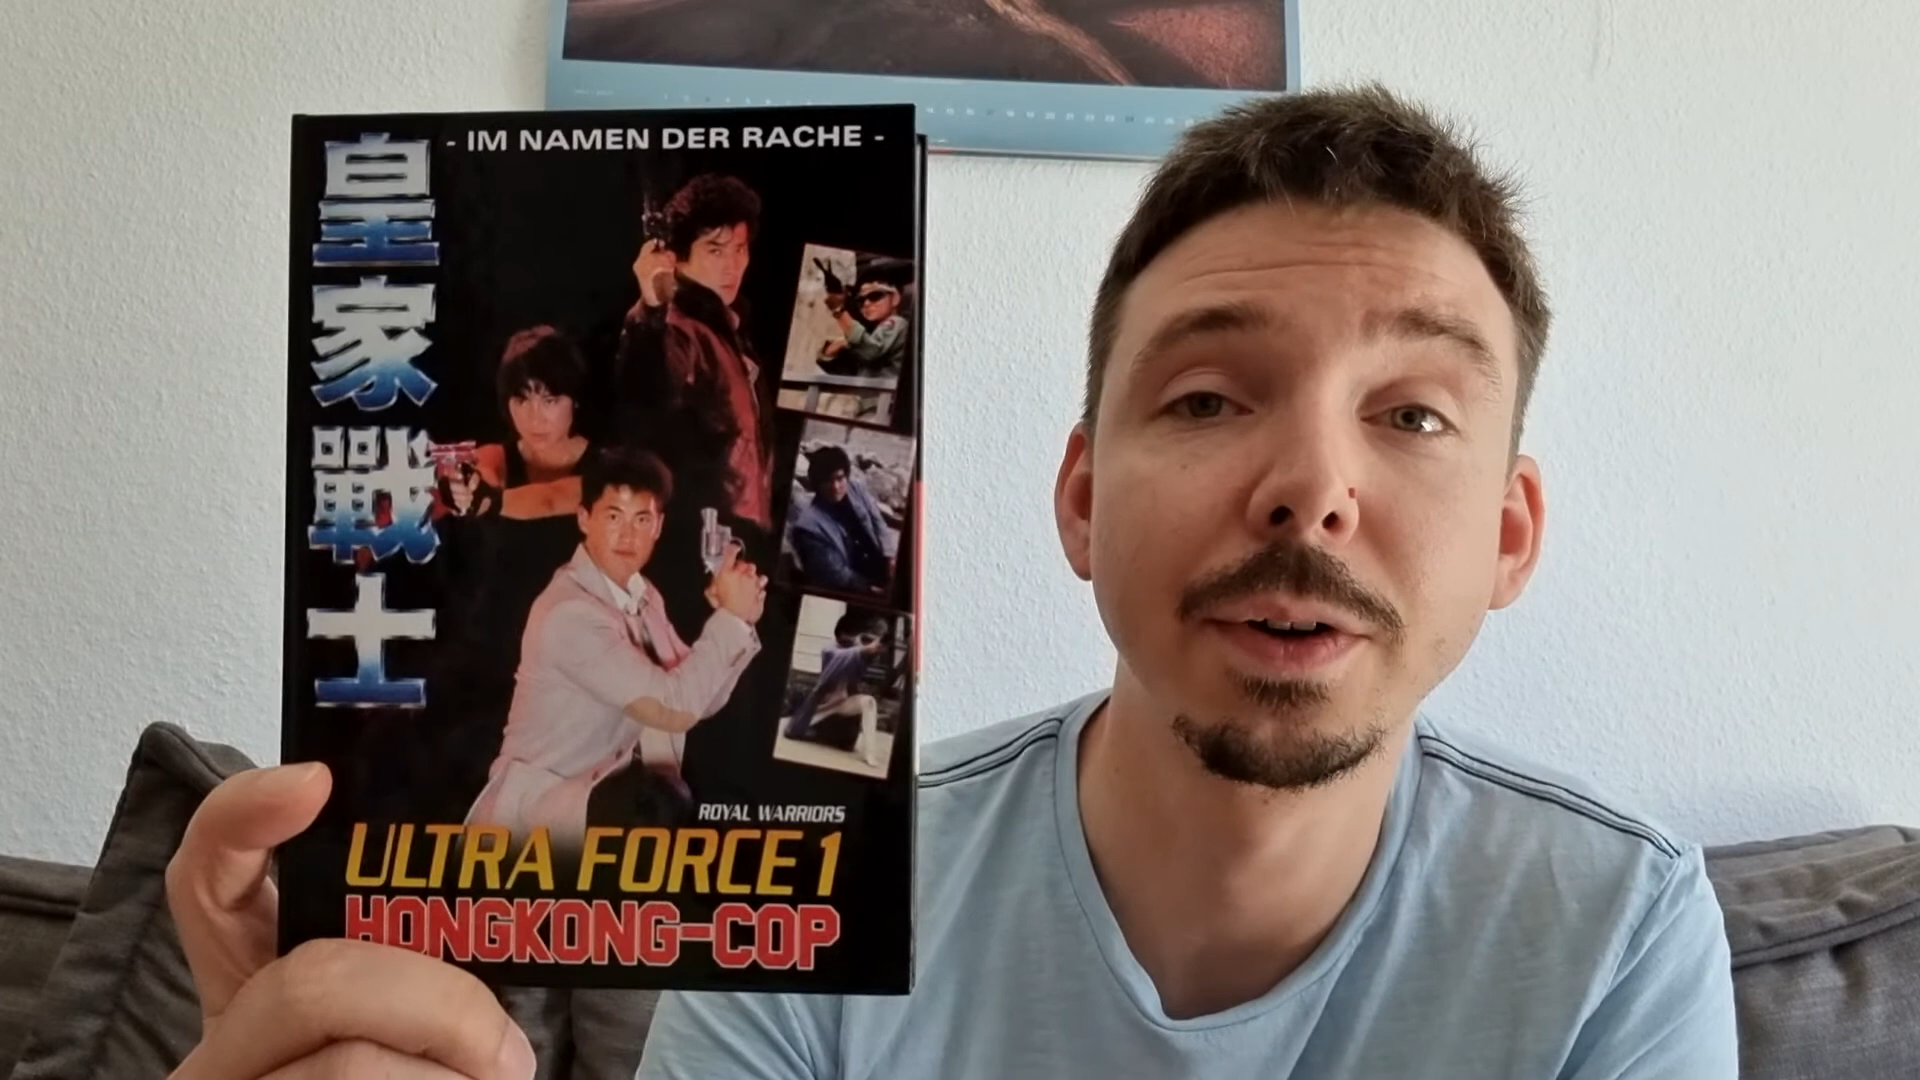 - IM NAMEN DER RACHE -
皇家戰士
ROYAL WARRIORS
ULTRA FORCE 1
HONGKONG-COP